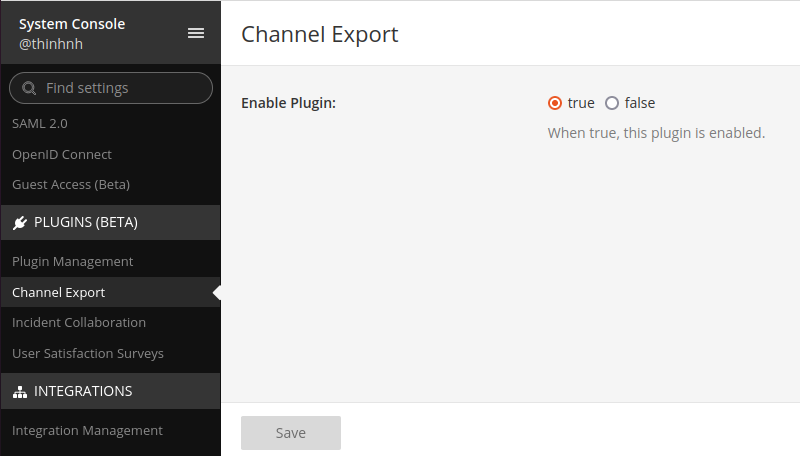 System Console
@thinhnh
Find settings
SAML 2.0
OpenID Connect
Guest Access (Beta)
PLUGINS (BETA)
Plugin Management
Channel Export
Incident Collaboration
User Satisfaction Surveys
INTEGRATIONS
Integration Management
Channel Export
Enable Plugin:
true false
When true, this plugin is enabled.
Save